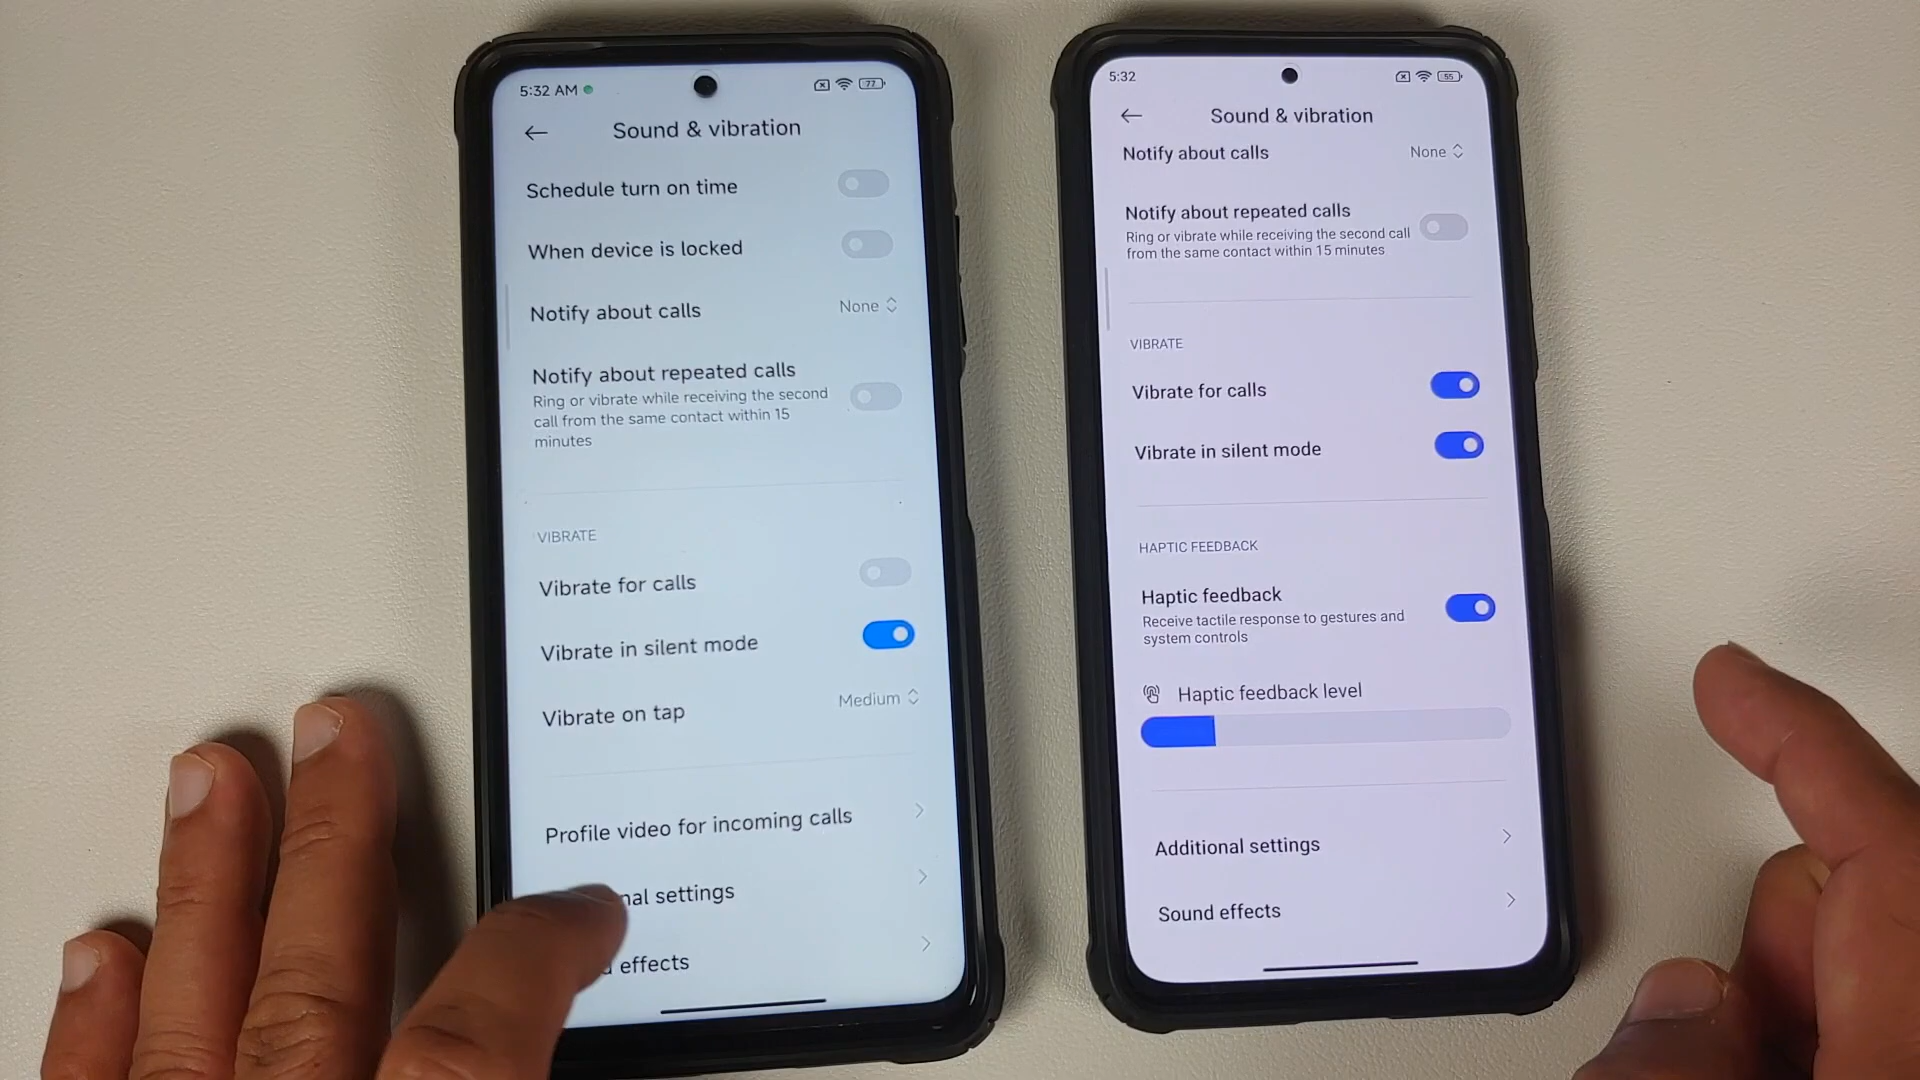 5:32 AM
77
Sound & vibration
Schedule turn on time
When device is locked
Notify about calls
None
Notify about repeated calls
Ring or vibrate while receiving the second
call from the same contact within 15
minutes
VIBRATE
Vibrate for calls
Vibrate in silent mode
Vibrate on tap
Medium
Profile video for incoming calls
nal settings
effects
5:32
55
Sound & vibration
Notify about calls
None
Notify about repeated calls
Ring or vibrate while receiving the second call
from the same contact within 15 minutes
VIBRATE
Vibrate for calls
Vibrate in silent mode
HAPTIC FEEDBACK
Haptic feedback
Receive tactile response to gestures and
system controls
Haptic feedback level
Additional settings
Sound effects